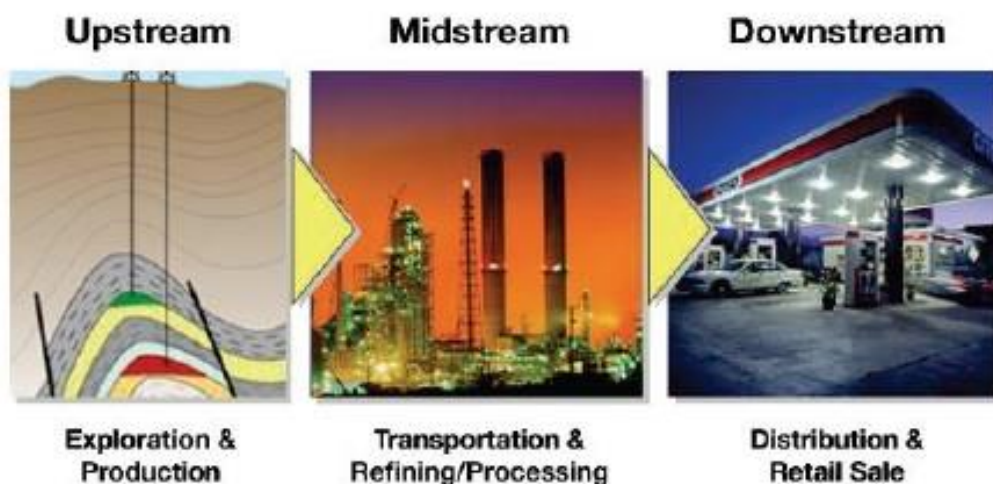 Upstream
Midstream
Downstream
Exploration &
Production
Transportation &
Refining/Processing
Distribution &
Retail Sale